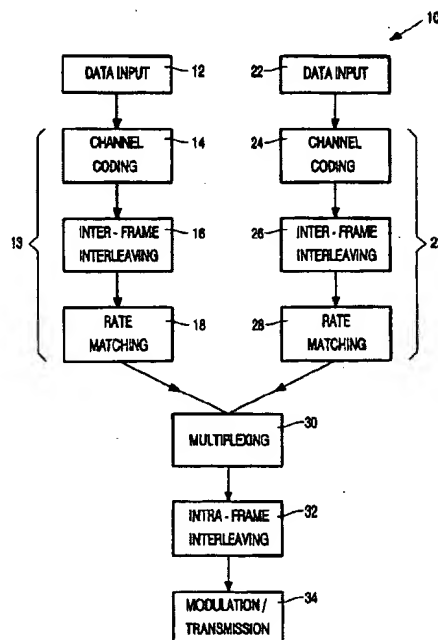 10
DATA INPUT 12
22 DATA INPUT
CHANNEL
CODING 14
24 CHANNEL
CODING
13
INTER - FRAME
INTERLEAVING 16
26 INTER - FRAME
INTERLEAVING
RATE
MATCHING 18
28 RATE
MATCHING
MULTIPLEXING 30
INTRA - FRAME
INTERLEAVING 32
MODULATION /
TRANSMISSION 34